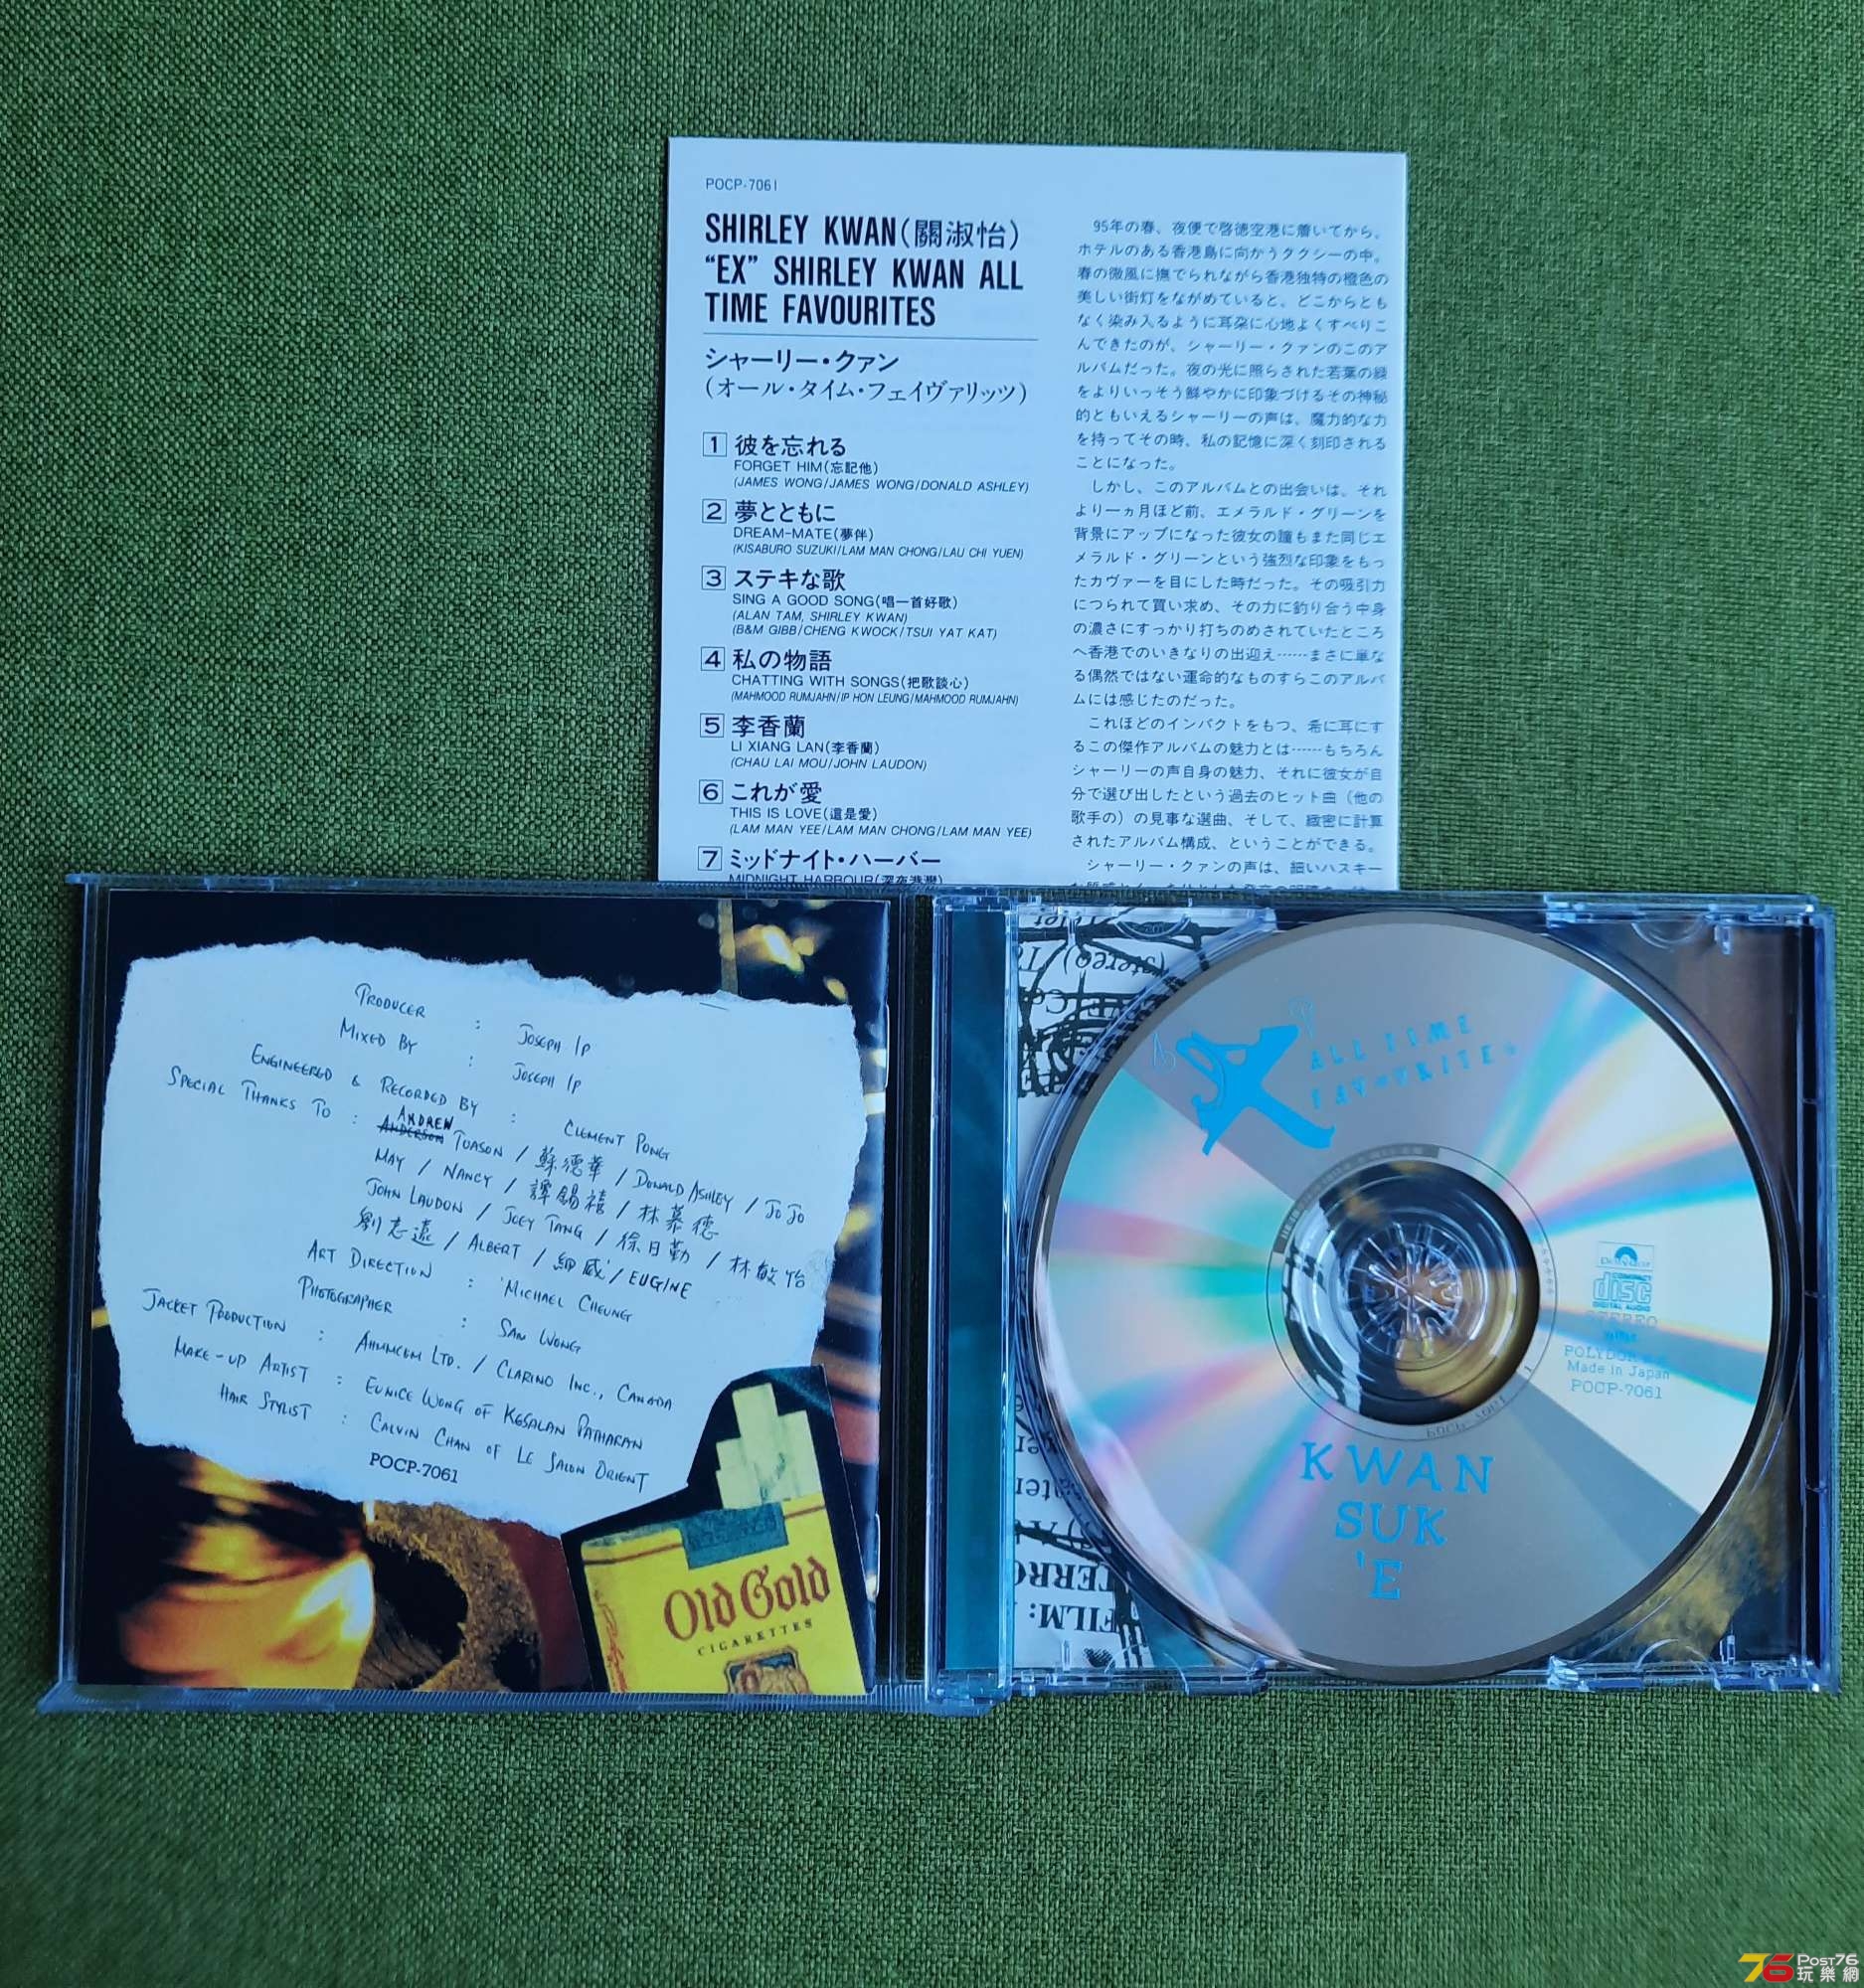 POCP-7061
SHIRLEY KWAN(關淑怡)
"EX" SHIRLEY KWAN ALL
TIME FAVOURITES
シャーリー・クァン
(オール・タイム・フェイヴァリッツ)
1 彼を忘れる
FORGET HIM(忘記他)
(JAMES WONG/JAMES WONG/DONALD ASHLEY)
2 夢とともに
DREAM-MATE(夢伴)
(KISABURO SUZUKI/LAM MAN CHONG/LAU CHI YUEN)
3 ステキな歌
SING A GOOD SONG(唱一首好歌)
(ALAN TAM, SHIRLEY KWAN)
(B&M GIBB/CHENG KWOCK/TSUI YAT KAT)
4 私の物語
CHATTING WITH SONGS(把歌談心)
(MAHMOOD RUMJAHN/IP HON LEUNG/MAHMOOD RUMJAHN)
5 李香蘭
LI XIANG LAN(李香蘭)
(CHAU LAI MOU/JOHN LAUDON)
6 これが愛
THIS IS LOVE(這是愛)
(LAM MAN YEE/LAM MAN CHONG/LAM MAN YEE)
7 ミッドナイト・ハーバー
MIDNIGHT HARBOUR(深夜港灣)
95年の春、夜便で啓徳空港に着いてから、
ホテルのある香港島に向かうタクシーの中。
春の微風に撫でられながら香港独特の橙色の
美しい街灯をながめていると、どこからとも
なく染み入るように耳朶に心地よくすべりこ
んできたのが、シャーリー・クァンのこのア
ルバムだった。夜の光に照らされた若葉の緑
をよりいっそう鮮やかに印象づけるその神秘
的ともいえるシャーリーの声は、魔力的な力
を持ってその時、私の記憶に深く刻印される
ことになった。
しかし、このアルバムとの出会いは、それ
より一ヵ月ほど前、エメラルド・グリーンを
背景にアップになった彼女の瞳もまた同じエ
メラルド・グリーンという強烈な印象をもっ
たカヴァーを目にした時だった。その吸引力
につられて買い求め、その力に釣り合う中身
の濃さにすっかり打ちのめされていたところ
へ香港でのいきなりの出迎え……まさに単な
る偶然ではない運命的なものすらこのアルバ
ムには感じたのだった。
これほどのインパクトをもつ、希に耳にす
るこの傑作アルバムの魅力とは……もちろん
シャーリーの声自身の魅力、それに彼女が自
分で選び出したという過去のヒット曲（他の
歌手の）の見事な選曲、そして、緻密に計算
されたアルバム構成、ということができる。
シャーリー・クァンの声は、細いハスキー
PRODUCER : JOSEPH IP
MIXED BY : JOSEPH IP
ENGINEERED & RECORDED BY : CLEMENT PONG
SPECIAL THANKS TO : ANDREW ANDERSON TUASON / 蘇德華 / DONALD ASHLEY / JO JO
MAY / NANCY / 譚錫禧 / 林慕德
JOHN LAUDON / JOEY TANG / 徐日勤 / 林敏怡
劉志遠 / ALBERT / 細威 / EUGINE
ART DIRECTION : MICHAEL CHEUNG
PHOTOGRAPHER : SAN WONG
JACKET PRODUCTION : AHMMCEM LTD. / CLARINO INC., CANADA
MAKE-UP ARTIST : EUNICE WONG OF KESALAN PATHARAN
HAIR STYLIST : CALVIN CHAN OF LE SALON ORIENT
POCP-7061
Old Gold
CIGARETTES
EX ALL TIME
FAVOURITES
COMPACT
disc
DIGITAL AUDIO
STEREO
Made in Japan
POCP-7061
KWAN
SUK
'E
FILM:
76 POST76
玩樂網